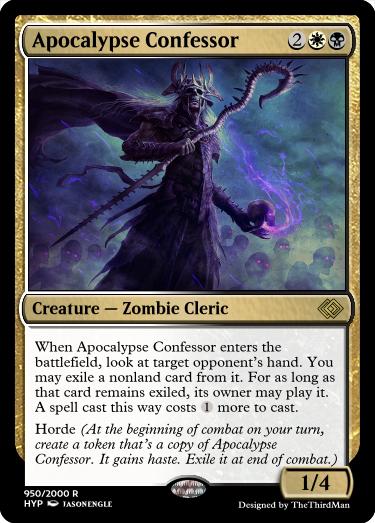 Apocalypse Confessor 2
Creature — Zombie Cleric
When Apocalypse Confessor enters the
battlefield, look at target opponent's hand. You
may exile a nonland card from it. For as long as
that card remains exiled, its owner may play it.
A spell cast this way costs 1 more to cast.
Horde (At the beginning of combat on your turn,
create a token that's a copy of Apocalypse
Confessor. It gains haste. Exile it at end of combat.)
1/4
950/2000 R
HYP JASONENGLE
Designed by TheThirdMan